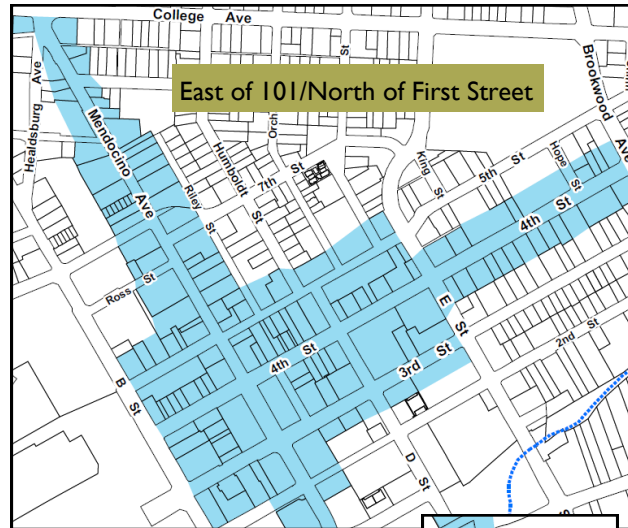 College Ave
East of 101/North of First Street
Healdsburg Ave
Mendocino Ave
Humboldt St
Riley St
7th St
Orch
St
King St
5th St
Hope St
Brookwood Ave
4th St
Ross St
B St
4th St
3rd St
E St
2nd St
D St